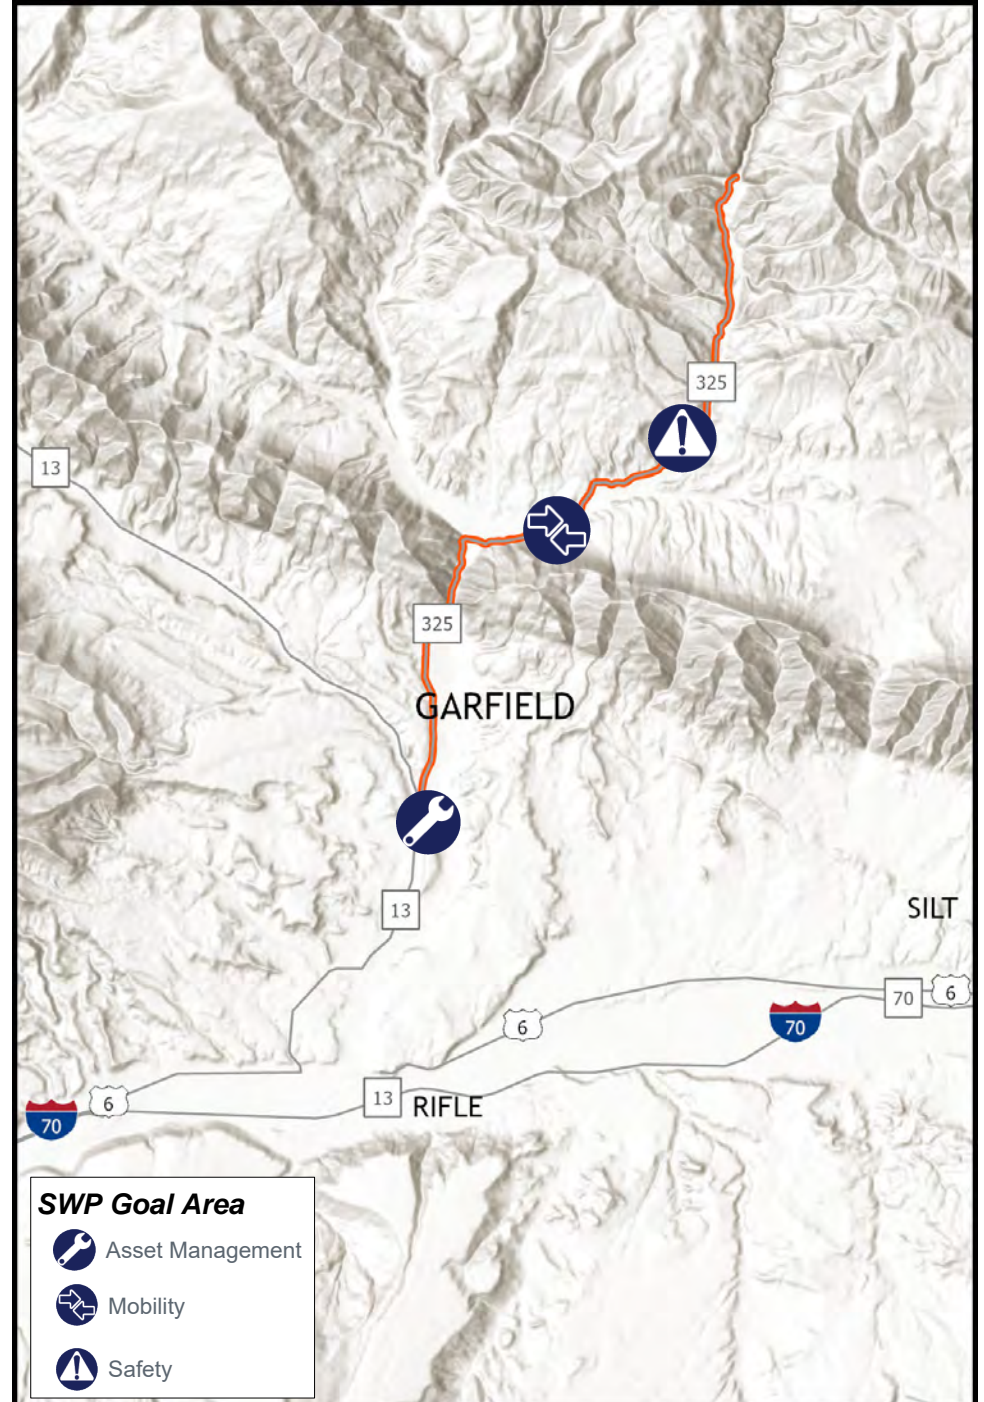 325
13
325
GARFIELD
13
SILT
70
6
70
6
13
RIFLE
6
70
SWP Goal Area
Asset Management
Mobility
Safety